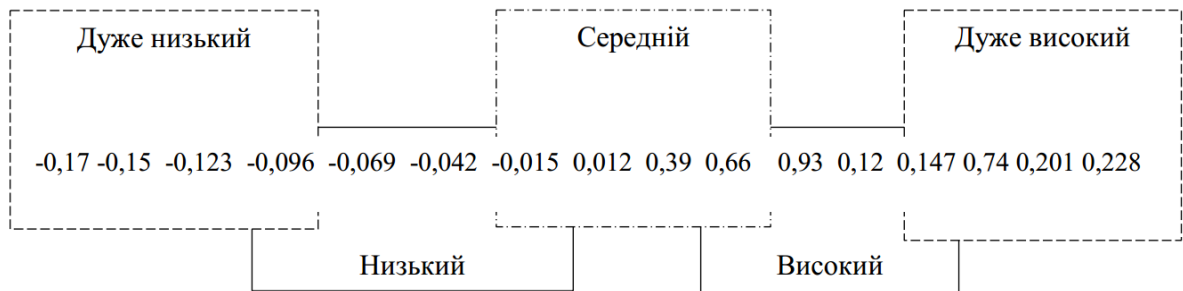 Дуже низький Середній Дуже високий
-0,17 -0,15 -0,123 -0,096 -0,069 -0,042 -0,015 0,012 0,39 0,66 0,93 0,12 0,147 0,74 0,201 0,228
Низький Високий